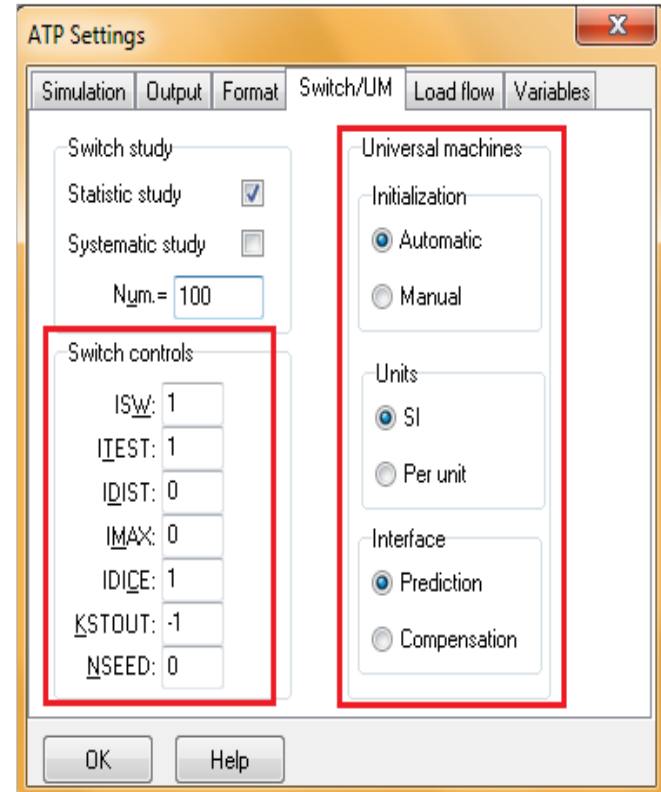 ATP Settings
x
Simulation Output Format Switch/UM Load flow Variables
Switch study
Statistic study
Systematic study
Num.= 100
Switch controls
ISW: 1
ITEST: 1
IDIST: 0
IMAX: 0
IDICE: 1
KSTOUT: -1
NSEED: 0
Universal machines
Initialization
Automatic
Manual
Units
SI
Per unit
Interface
Prediction
Compensation
OK Help